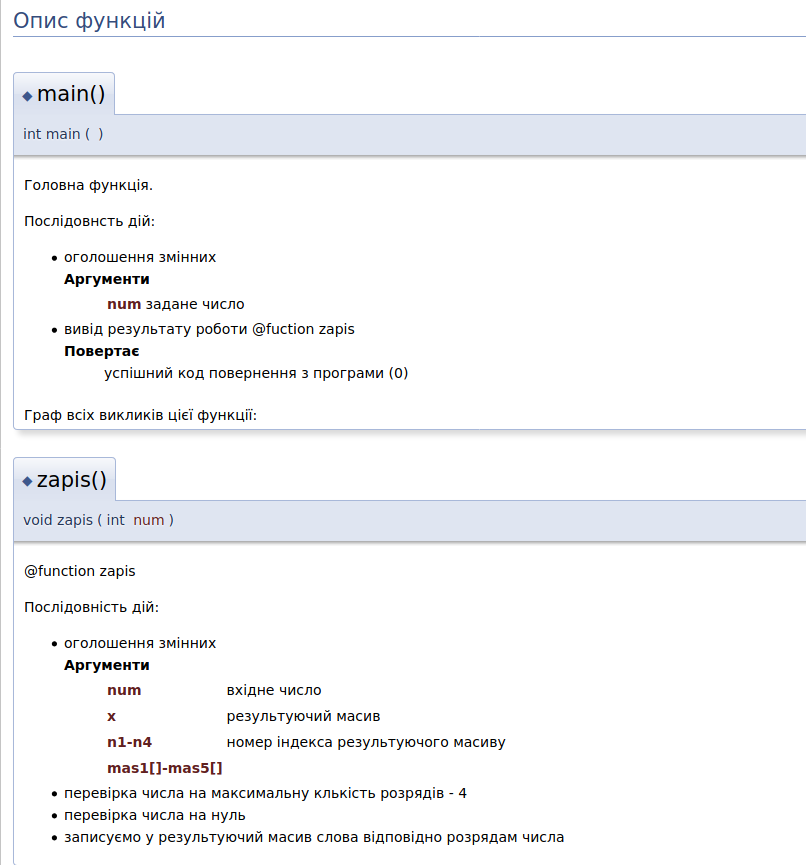 Опис функцій
◆ main()
int main ( )
Головна функція.
Послідовнсть дій:
• оголошення змінних
Аргументи
num задане число
• вивід результату роботи @fuction zapis
Повертає
успішний код повернення з програми (0)
Граф всіх викликів цієї функції:
◆ zapis()
void zapis ( int num )
@function zapis
Послідовність дій:
• оголошення змінних
Аргументи
num вхідне число
x результуючий масив
n1-n4 номер індекса результуючого масиву
mas1[]-mas5[]
• перевірка числа на максимальну клькість розрядів - 4
• перевірка числа на нуль
• записуємо у результуючий масив слова відповідно розрядам числа